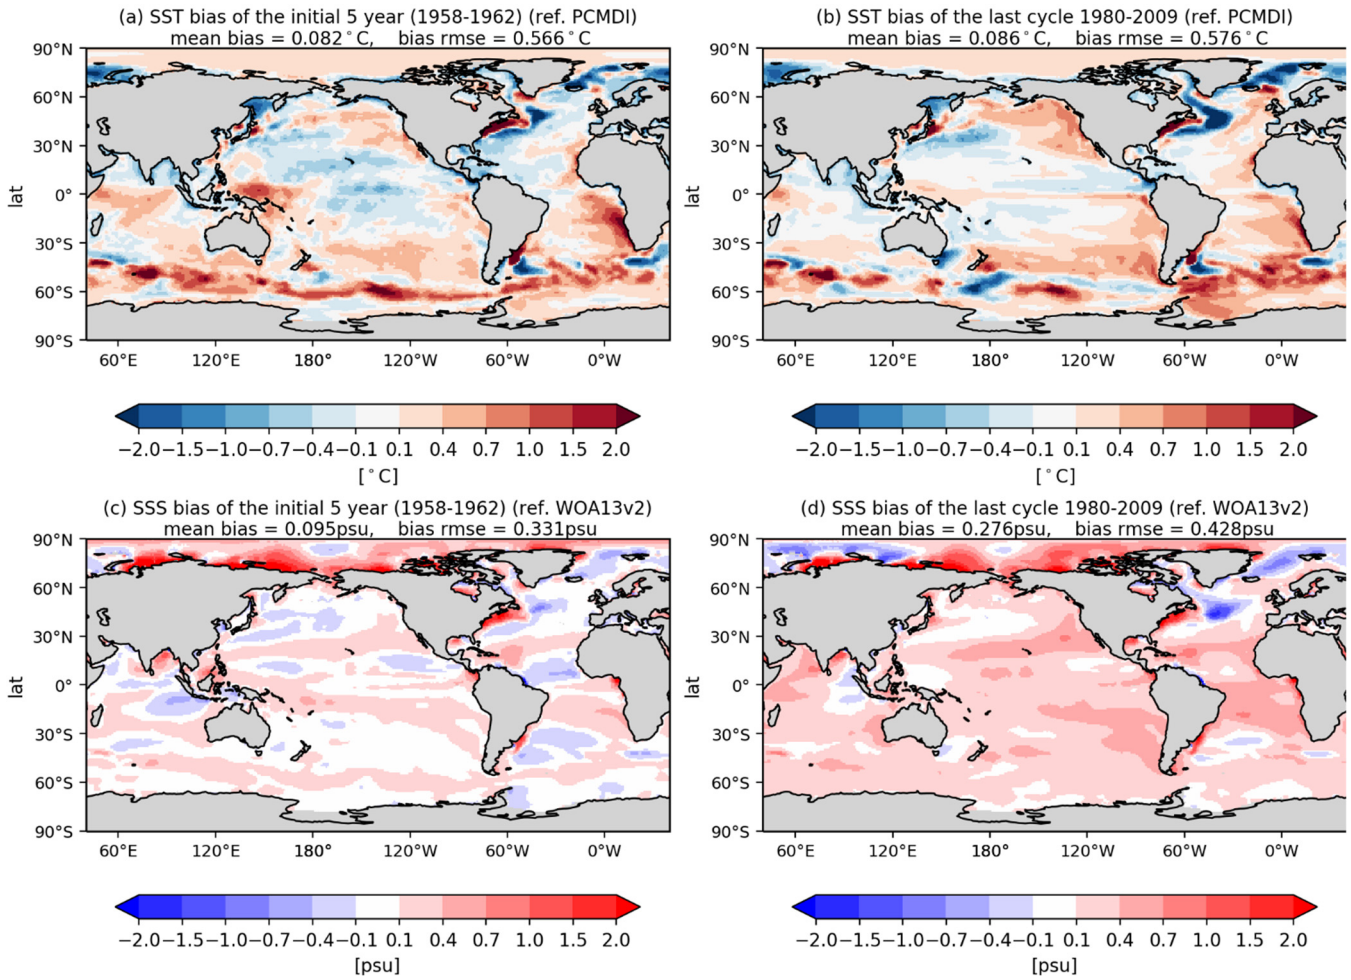 (a) SST bias of the initial 5 year (1958-1962) (ref. PCMDI)
mean bias = 0.082°C, bias rmse = 0.566°C
90°N
60°N
30°N
0°
30°S
60°S
90°S
lat
60°E 120°E 180° 120°W 60°W 0°W
−2.0−1.5−1.0−0.7−0.4−0.1 0.1 0.4 0.7 1.0 1.5 2.0
[°C]
(b) SST bias of the last cycle 1980-2009 (ref. PCMDI)
mean bias = 0.086°C, bias rmse = 0.576°C
90°N
60°N
30°N
0°
30°S
60°S
90°S
lat
60°E 120°E 180° 120°W 60°W 0°W
−2.0−1.5−1.0−0.7−0.4−0.1 0.1 0.4 0.7 1.0 1.5 2.0
[°C]
(c) SSS bias of the initial 5 year (1958-1962) (ref. WOA13v2)
mean bias = 0.095psu, bias rmse = 0.331psu
90°N
60°N
30°N
0°
30°S
60°S
90°S
lat
60°E 120°E 180° 120°W 60°W 0°W
−2.0−1.5−1.0−0.7−0.4−0.1 0.1 0.4 0.7 1.0 1.5 2.0
[psu]
(d) SSS bias of the last cycle 1980-2009 (ref. WOA13v2)
mean bias = 0.276psu, bias rmse = 0.428psu
90°N
60°N
30°N
0°
30°S
60°S
90°S
lat
60°E 120°E 180° 120°W 60°W 0°W
−2.0−1.5−1.0−0.7−0.4−0.1 0.1 0.4 0.7 1.0 1.5 2.0
[psu]